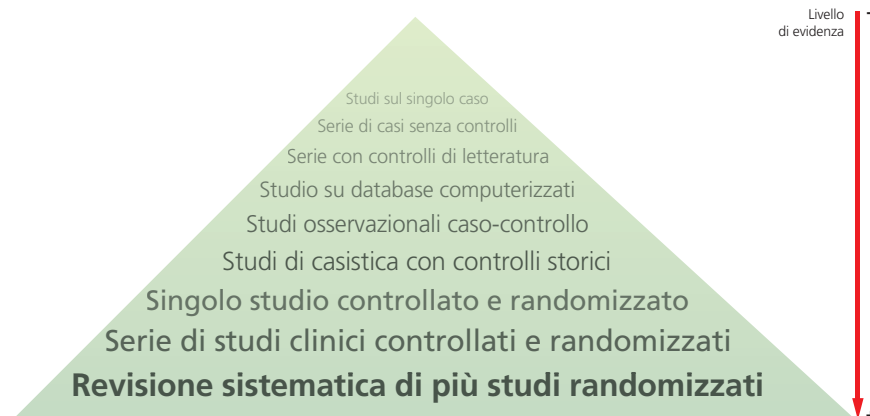 Livello
di evidenza
Studi sul singolo caso
Serie di casi senza controlli
Serie con controlli di letteratura
Studio su database computerizzati
Studi osservazionali caso-controllo
Studi di casistica con controlli storici
Singolo studio controllato e randomizzato
Serie di studi clinici controllati e randomizzati
Revisione sistematica di più studi randomizzati